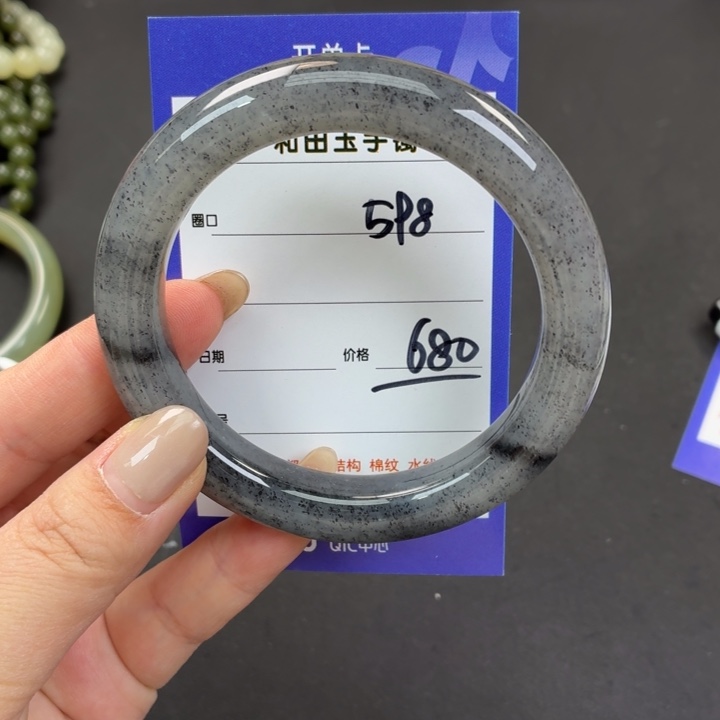 开单卡
和田玉手镯
圈口 598
日期 价格 680
结构 棉纹 水线
QIC中心